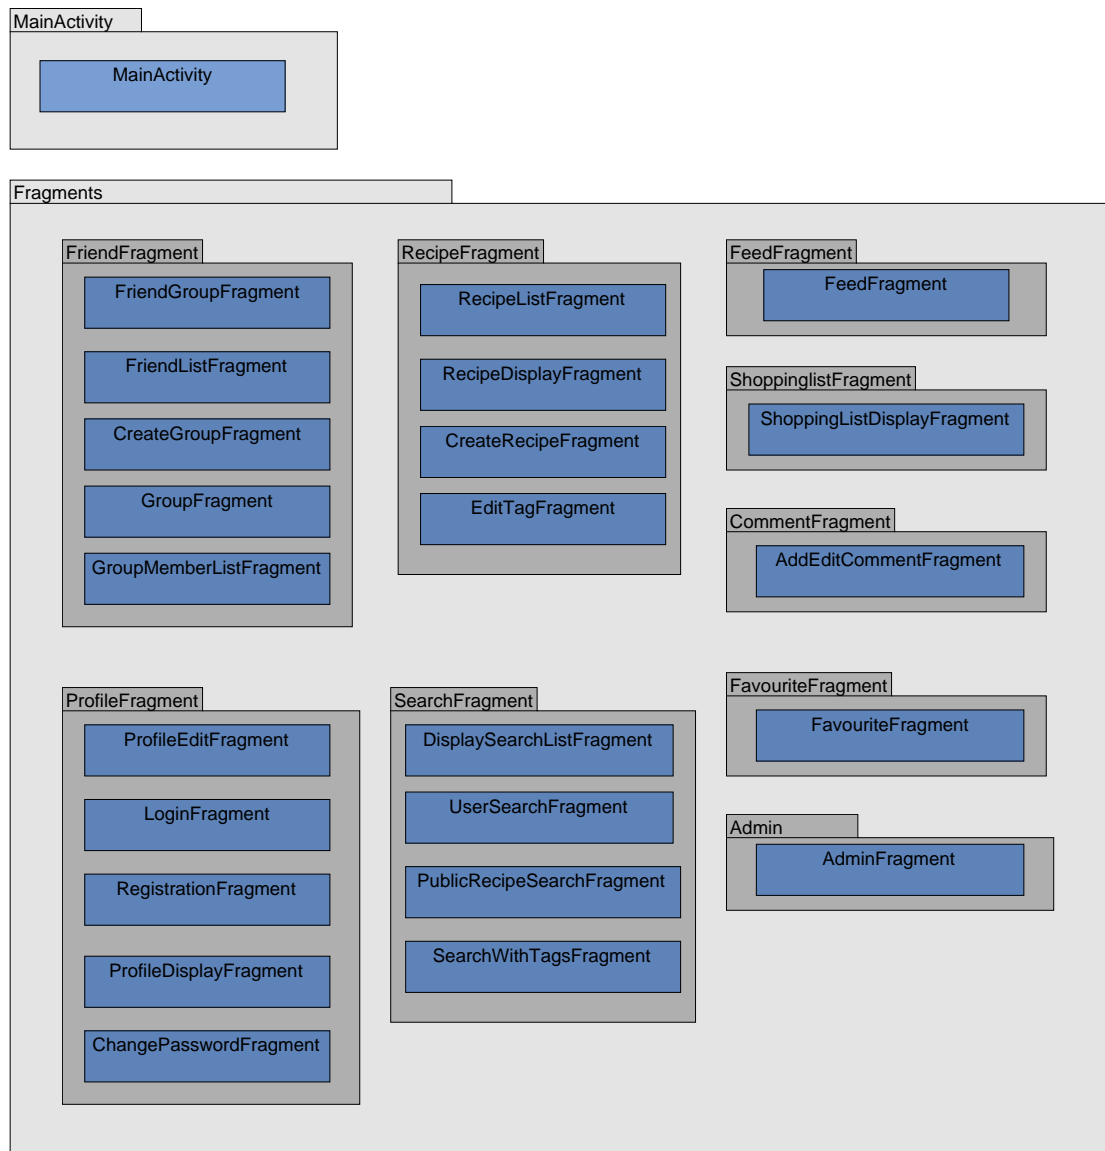 MainActivity
MainActivity
Fragments
FriendFragment
FriendGroupFragment
FriendListFragment
CreateGroupFragment
GroupFragment
GroupMemberListFragment
RecipeFragment
RecipeListFragment
RecipeDisplayFragment
CreateRecipeFragment
EditTagFragment
FeedFragment
FeedFragment
ShoppinglistFragment
ShoppingListDisplayFragment
CommentFragment
AddEditCommentFragment
ProfileFragment
ProfileEditFragment
LoginFragment
RegistrationFragment
ProfileDisplayFragment
ChangePasswordFragment
SearchFragment
DisplaySearchListFragment
UserSearchFragment
PublicRecipeSearchFragment
SearchWithTagsFragment
FavouriteFragment
FavouriteFragment
Admin
AdminFragment